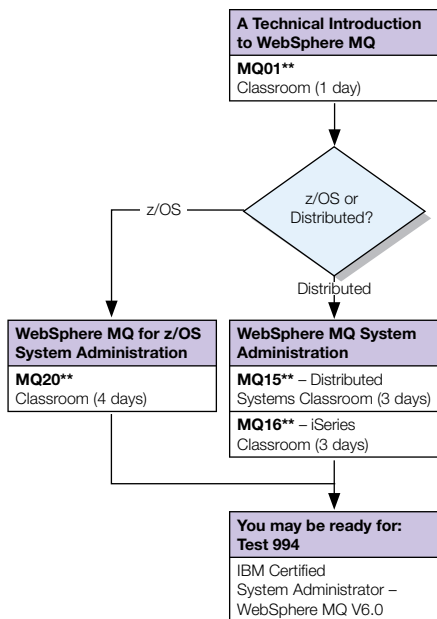 A Technical Introduction
to WebSphere MQ
MQ01**
Classroom (1 day)
z/OS or
Distributed?
z/OS
Distributed
WebSphere MQ for z/OS
System Administration
MQ20**
Classroom (4 days)
WebSphere MQ System
Administration
MQ15** – Distributed
Systems Classroom (3 days)
MQ16** – iSeries
Classroom (3 days)
You may be ready for:
Test 994
IBM Certified
System Administrator –
WebSphere MQ V6.0